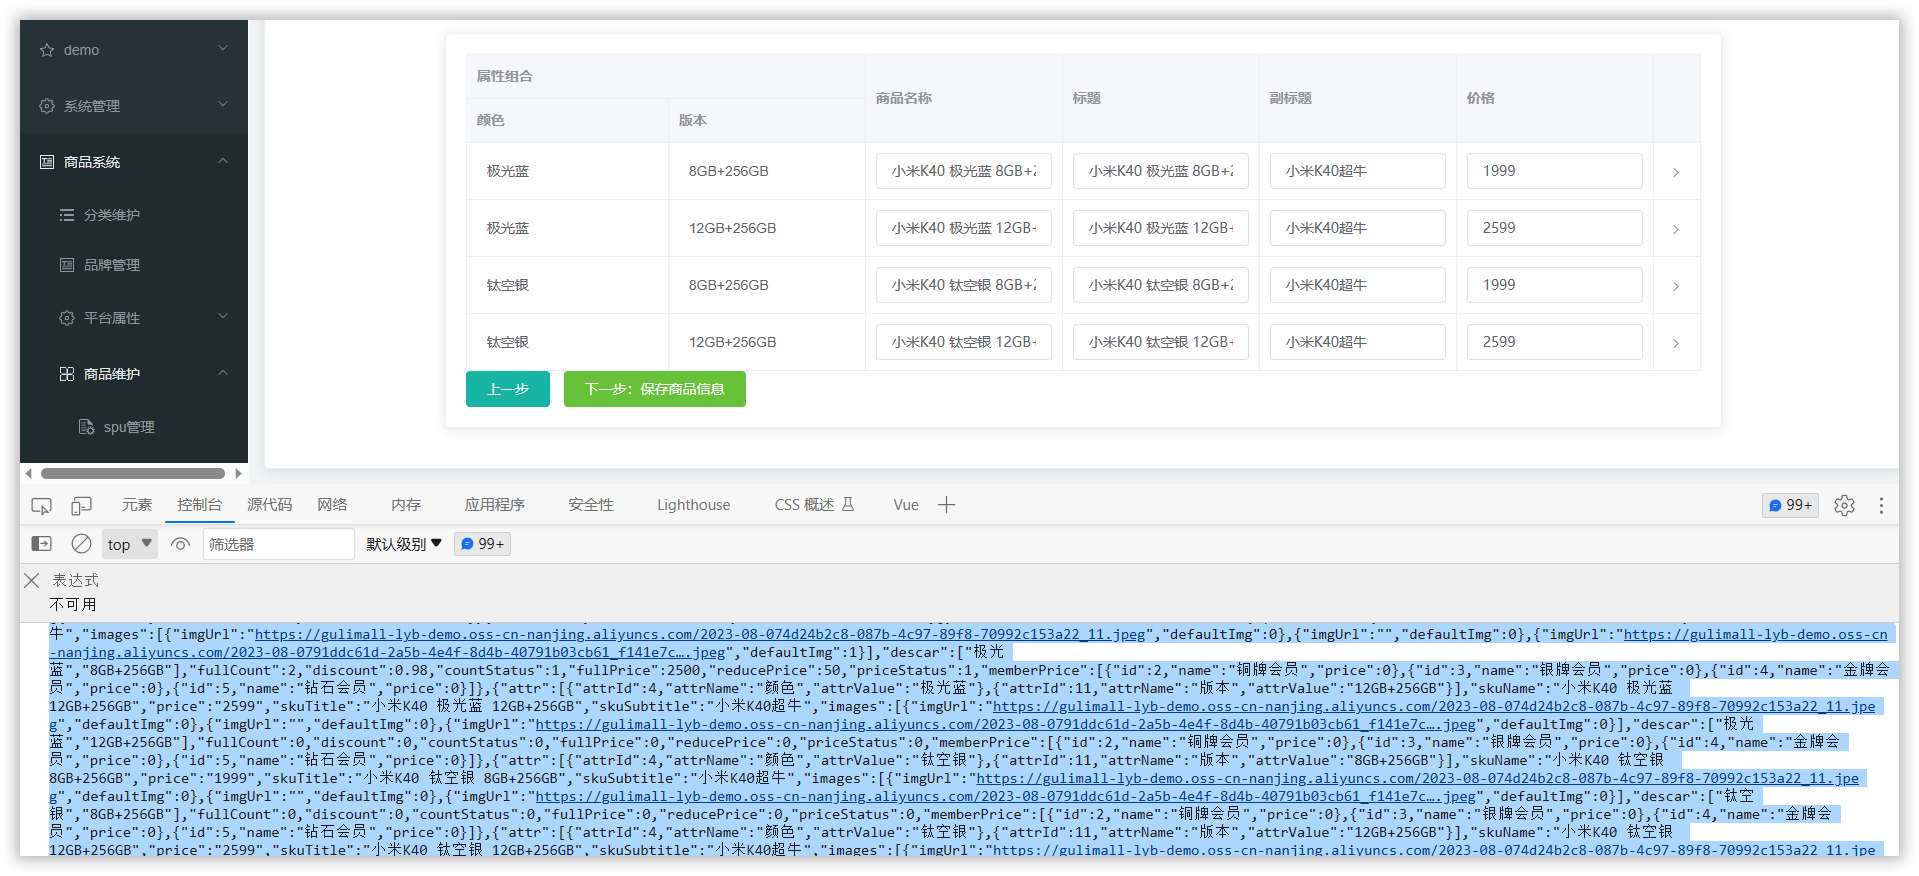 demo
系统管理
商品系统
分类维护
品牌管理
平台属性
商品维护
spu管理
属性组合
商品名称
标题
副标题
价格
颜色
版本
极光蓝
8GB+256GB
小米K40 极光蓝 8GB+2
小米K40 极光蓝 8GB+2
小米K40超牛
1999
极光蓝
12GB+256GB
小米K40 极光蓝 12GB+
小米K40 极光蓝 12GB+
小米K40超牛
2599
钛空银
8GB+256GB
小米K40 钛空银 8GB+2
小米K40 钛空银 8GB+2
小米K40超牛
1999
钛空银
12GB+256GB
小米K40 钛空银 12GB+
小米K40 钛空银 12GB+
小米K40超牛
2599
上一步
下一步：保存商品信息
元素
控制台
源代码
网络
内存
应用程序
安全性
Lighthouse
CSS 概述
Vue
99+
top
筛选器
默认级别
99+
表达式
不可用
牛","images":[{"imgUrl":"https://gulimall-lyb-demo.oss-cn-nanjing.aliyuncs.com/2023-08-074d24b2c8-087b-4c97-89f8-70992c153a22_11.jpeg","defaultImg":0},{"imgUrl":"","defaultImg":0},{"imgUrl":"https://gulimall-lyb-demo.oss-cn
-nanjing.aliyuncs.com/2023-08-0791ddc61d-2a5b-4e4f-8d4b-40791b03cb61_f141e7c….jpeg","defaultImg":1}],"descar":["极光
蓝","8GB+256GB"],"fullCount":2,"discount":0.98,"countStatus":1,"fullPrice":2500,"reducePrice":50,"priceStatus":1,"memberPrice":[{"id":2,"name":"铜牌会员","price":0},{"id":3,"name":"银牌会员","price":0},{"id":4,"name":"金牌会
员","price":0},{"id":5,"name":"钻石会员","price":0}]},{"attr":[{"attrId":4,"attrName":"颜色","attrValue":"极光蓝"},{"attrId":11,"attrName":"版本","attrValue":"12GB+256GB"}],"skuName":"小米K40 极光蓝
12GB+256GB","price":"2599","skuTitle":"小米K40 极光蓝 12GB+256GB","skuSubtitle":"小米K40超牛","images":[{"imgUrl":"https://gulimall-lyb-demo.oss-cn-nanjing.aliyuncs.com/2023-08-074d24b2c8-087b-4c97-89f8-70992c153a22_11.jpe
g","defaultImg":0},{"imgUrl":"","defaultImg":0},{"imgUrl":"https://gulimall-lyb-demo.oss-cn-nanjing.aliyuncs.com/2023-08-0791ddc61d-2a5b-4e4f-8d4b-40791b03cb61_f141e7c….jpeg","defaultImg":0}],"descar":["极光
蓝","12GB+256GB"],"fullCount":0,"discount":0,"countStatus":0,"fullPrice":0,"reducePrice":0,"priceStatus":0,"memberPrice":[{"id":2,"name":"铜牌会员","price":0},{"id":3,"name":"银牌会员","price":0},{"id":4,"name":"金牌会
员","price":0},{"id":5,"name":"钻石会员","price":0}]},{"attr":[{"attrId":4,"attrName":"颜色","attrValue":"钛空银"},{"attrId":11,"attrName":"版本","attrValue":"8GB+256GB"}],"skuName":"小米K40 钛空银
8GB+256GB","price":"1999","skuTitle":"小米K40 钛空银 8GB+256GB","skuSubtitle":"小米K40超牛","images":[{"imgUrl":"https://gulimall-lyb-demo.oss-cn-nanjing.aliyuncs.com/2023-08-074d24b2c8-087b-4c97-89f8-70992c153a22_11.jpe
g","defaultImg":0},{"imgUrl":"","defaultImg":0},{"imgUrl":"https://gulimall-lyb-demo.oss-cn-nanjing.aliyuncs.com/2023-08-0791ddc61d-2a5b-4e4f-8d4b-40791b03cb61_f141e7c….jpeg","defaultImg":0}],"descar":["钛空
银","8GB+256GB"],"fullCount":0,"discount":0,"countStatus":0,"fullPrice":0,"reducePrice":0,"priceStatus":0,"memberPrice":[{"id":2,"name":"铜牌会员","price":0},{"id":3,"name":"银牌会员","price":0},{"id":4,"name":"金牌会
员","price":0},{"id":5,"name":"钻石会员","price":0}]},{"attr":[{"attrId":4,"attrName":"颜色","attrValue":"钛空银"},{"attrId":11,"attrName":"版本","attrValue":"12GB+256GB"}],"skuName":"小米K40 钛空银
12GB+256GB","price":"2599","skuTitle":"小米K40 钛空银 12GB+256GB","skuSubtitle":"小米K40超牛","images":[{"imgUrl":"https://gulimall-lyb-demo.oss-cn-nanjing.aliyuncs.com/2023-08-074d24b2c8-087b-4c97-89f8-70992c153a22_11.jpe